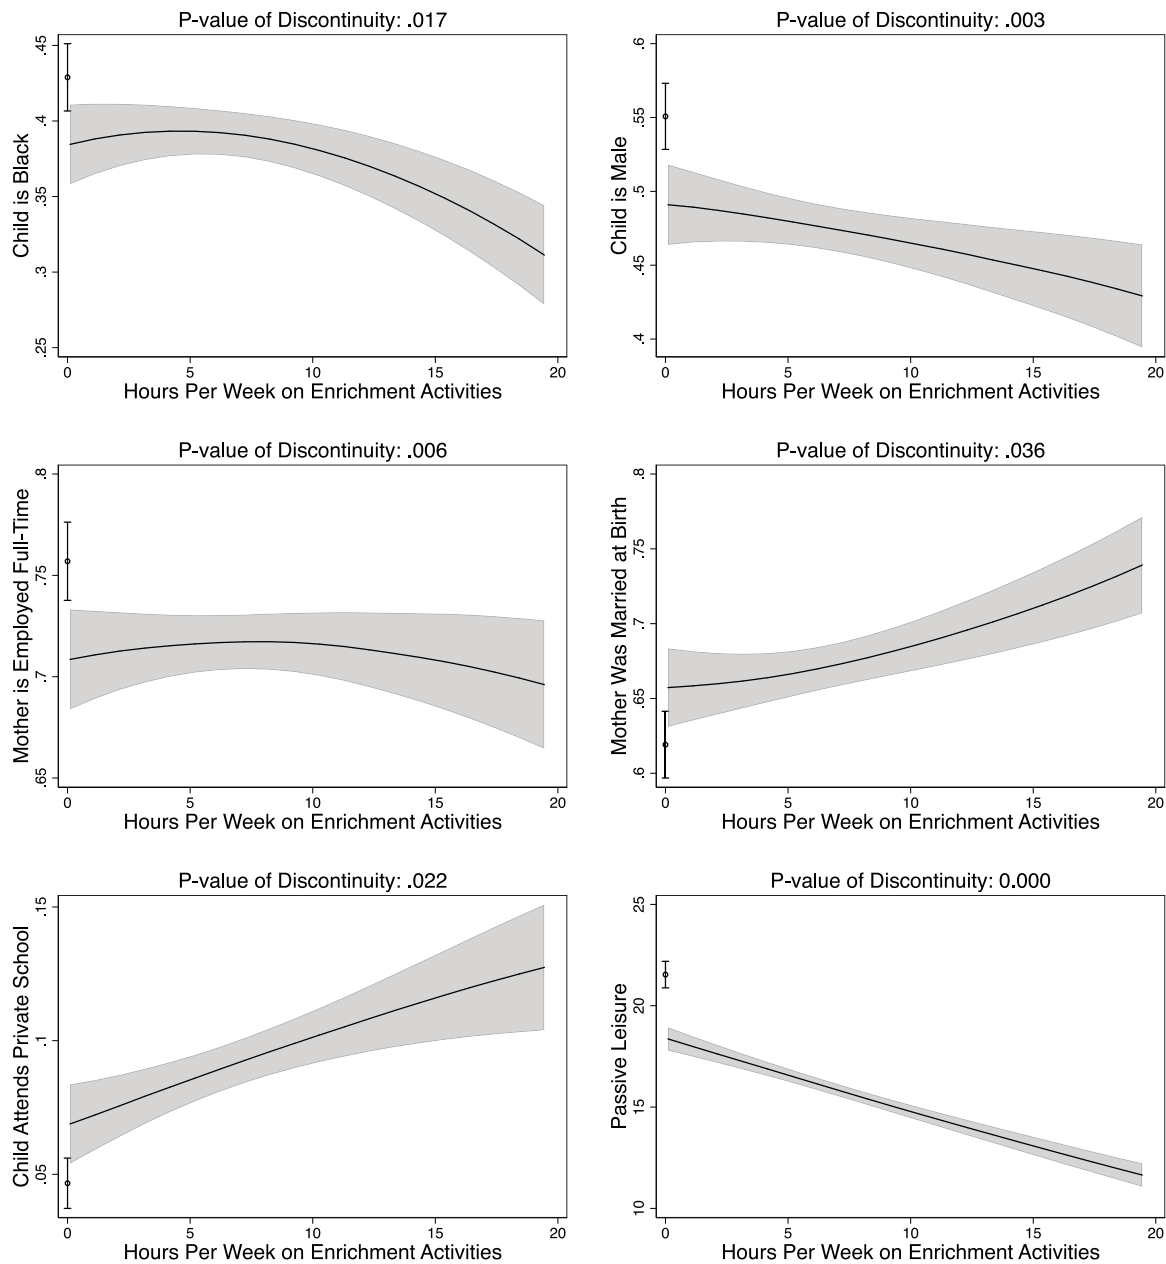 P-value of Discontinuity: .017
Child is Black
.45
.4
.35
.3
.25
0 5 10 15 20
Hours Per Week on Enrichment Activities
P-value of Discontinuity: .003
Child is Male
.6
.55
.5
.45
.4
0 5 10 15 20
Hours Per Week on Enrichment Activities
P-value of Discontinuity: .006
Mother is Employed Full-Time
.8
.75
.7
.65
0 5 10 15 20
Hours Per Week on Enrichment Activities
P-value of Discontinuity: .036
Mother Was Married at Birth
.8
.75
.7
.65
.6
0 5 10 15 20
Hours Per Week on Enrichment Activities
P-value of Discontinuity: .022
Child Attends Private School
.15
.1
.05
0 5 10 15 20
Hours Per Week on Enrichment Activities
P-value of Discontinuity: 0.000
Passive Leisure
25
20
15
10
0 5 10 15 20
Hours Per Week on Enrichment Activities